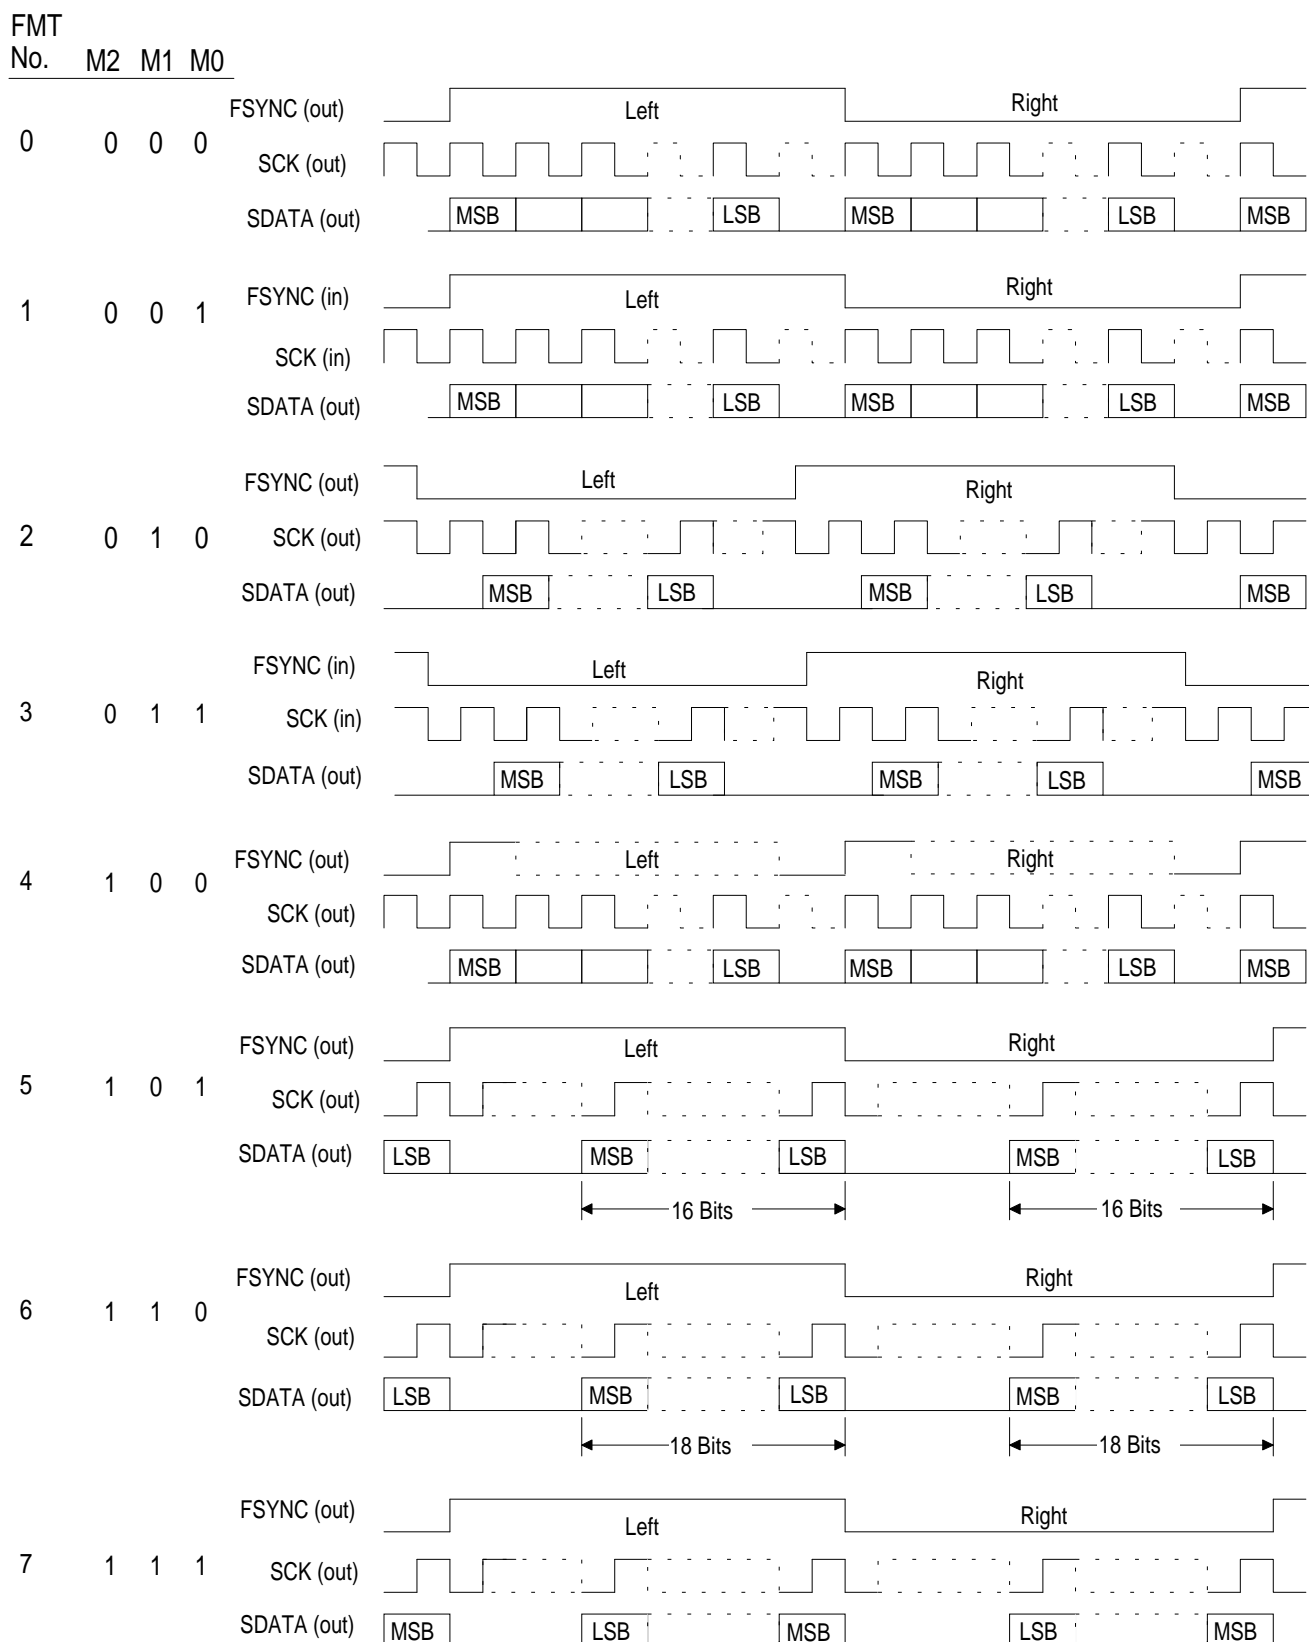 FMT
No. M2 M1 M0
FSYNC (out) Left Right
0 0 0 0 SCK (out)
SDATA (out) MSB LSB MSB LSB MSB
FSYNC (in) Left Right
1 0 0 1
SCK (in)
SDATA (out) MSB LSB MSB LSB MSB
FSYNC (out) Left Right
2 0 1 0 SCK (out)
SDATA (out) MSB LSB MSB LSB MSB
FSYNC (in) Left Right
3 0 1 1 SCK (in)
SDATA (out) MSB LSB MSB LSB MSB
FSYNC (out) Left Right
4 1 0 0
SCK (out)
SDATA (out) MSB LSB MSB LSB MSB
FSYNC (out) Left Right
5 1 0 1 SCK (out)
SDATA (out) LSB MSB LSB MSB LSB
16 Bits 16 Bits
FSYNC (out) Left Right
6 1 1 0
SCK (out)
SDATA (out) LSB MSB LSB MSB LSB
18 Bits 18 Bits
FSYNC (out) Left Right
7 1 1 1 SCK (out)
SDATA (out) MSB LSB MSB LSB MSB